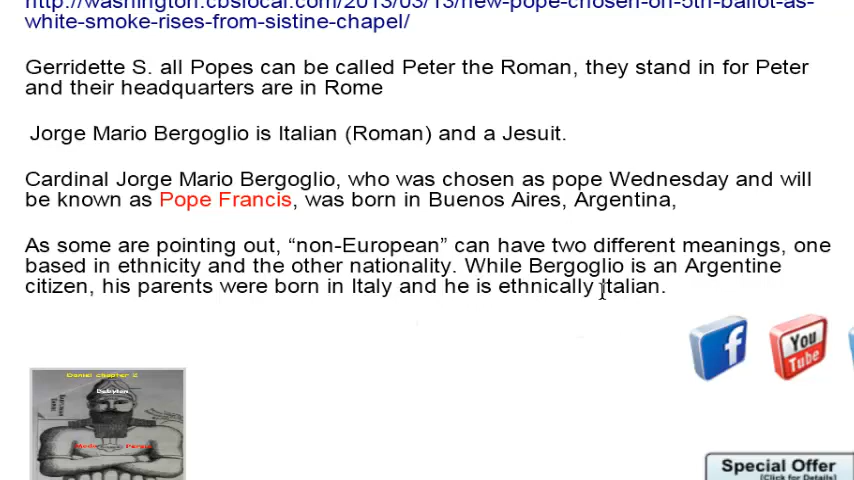 http://washington.cbslocal.com/2013/03/13/new-pope-chosen-on-5th-ballot-as-
white-smoke-rises-from-sistine-chapel/
Gerridette S. all Popes can be called Peter the Roman, they stand in for Peter
and their headquarters are in Rome
Jorge Mario Bergoglio is Italian (Roman) and a Jesuit.
Cardinal Jorge Mario Bergoglio, who was chosen as pope Wednesday and will
be known as Pope Francis, was born in Buenos Aires, Argentina,
As some are pointing out, “non-European” can have two different meanings, one
based in ethnicity and the other nationality. While Bergoglio is an Argentine
citizen, his parents were born in Italy and he is ethnically Italian.
f
You
Tube
Daniel chapter 2
Babylon
Special Offer
[Click for Details]